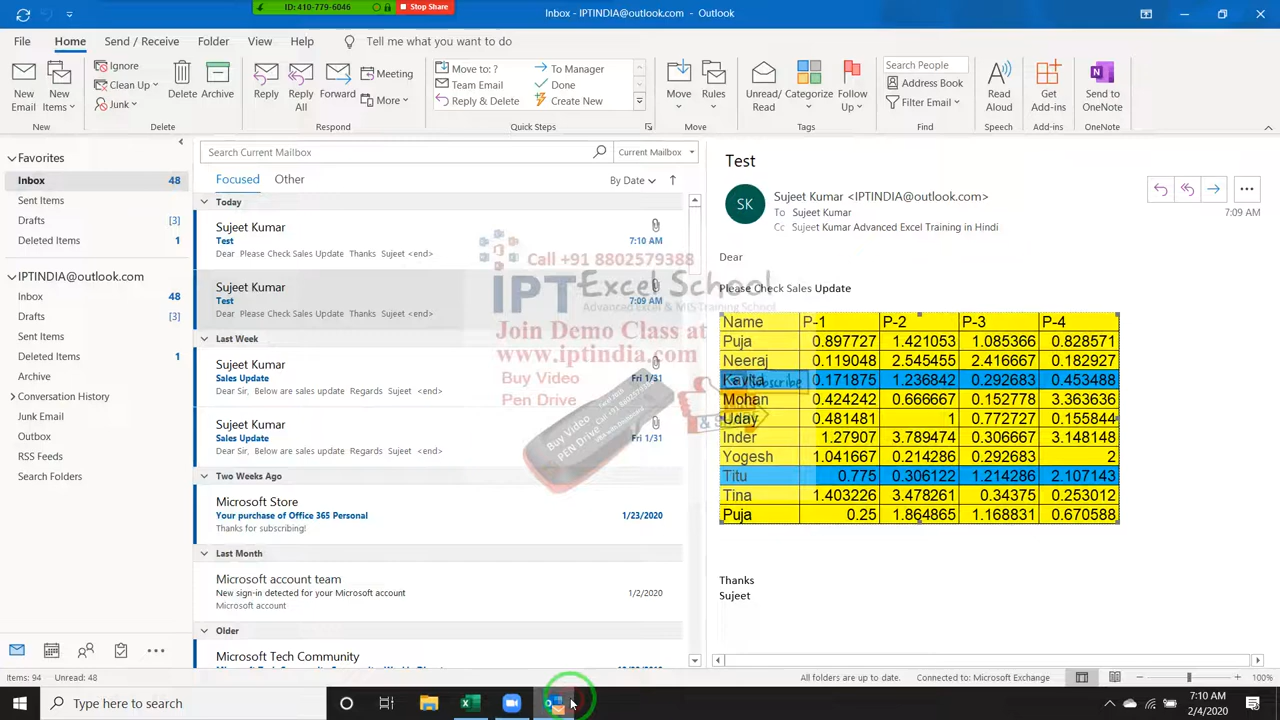 ID: 410-779-6046 Stop Share
Inbox - IPTINDIA@outlook.com - Outlook
File Home Send / Receive Folder View Help Tell me what you want to do
New Email
New Items
Ignore
Clean Up
Junk
Delete
Archive
Reply
Reply All
Forward
Meeting
More
Move to: ?
Team Email
Reply & Delete
To Manager
Done
Create New
Move
Rules
Unread/ Read
Categorize
Follow Up
Search People
Address Book
Filter Email
Read Aloud
Get Add-ins
Send to OneNote
New Delete Respond Quick Steps Move Tags Find Speech Add-ins OneNote
Favorites
Inbox 48
Sent Items
Drafts [3]
Deleted Items 1
IPTINDIA@outlook.com
Inbox 48
Drafts [3]
Sent Items
Deleted Items 1
Archive
Conversation History
Junk Email
Outbox
RSS Feeds
Search Folders
Search Current Mailbox Current Mailbox
Focused Other By Date
Today
Sujeet Kumar
Test 7:10 AM
Dear Please Check Sales Update Thanks Sujeet <end>
Sujeet Kumar
Test 7:09 AM
Dear Please Check Sales Update Thanks Sujeet <end>
Last Week
Sujeet Kumar
Sales Update Fri 1/31
Dear Sir, Below are sales update Regards Sujeet <end>
Sujeet Kumar
Sales Update Fri 1/31
Dear Sir, Below are sales update Regards Sujeet <end>
Two Weeks Ago
Microsoft Store
Your purchase of Office 365 Personal 1/23/2020
Thanks for subscribing!
Last Month
Microsoft account team
New sign-in detected for your Microsoft account 1/2/2020
Microsoft account
Older
Microsoft Tech Community
Test
SK
Sujeet Kumar <IPTINDIA@outlook.com>
To Sujeet Kumar
Cc Sujeet Kumar Advanced Excel Training in Hindi
7:09 AM
Dear
Please Check Sales Update
Name P-1 P-2 P-3 P-4
Puja 0.897727 1.421053 1.085366 0.828571
Neeraj 0.119048 2.545455 2.416667 0.182927
Kavita 0.171875 1.236842 0.292683 0.453488
Mohan 0.424242 0.666667 0.152778 3.363636
Uday 0.481481 1 0.772727 0.155844
Inder 1.27907 3.789474 0.306667 3.148148
Yogesh 1.041667 0.214286 0.292683 2
Titu 0.775 0.306122 1.214286 2.107143
Tina 1.403226 3.478261 0.34375 0.253012
Puja 0.25 1.864865 1.168831 0.670588
Thanks
Sujeet
Call +91 8802579388
IPT Excel School
Advanced Excel & MIS Training School
Join Demo Class at
www.iptindia.com
Buy Video
Pen Drive
Subscribe
Buy Video
Items: 94 Unread: 48 All folders are up to date. Connected to: Microsoft Exchange 100%
Type here to search
7:10 AM
2/4/2020